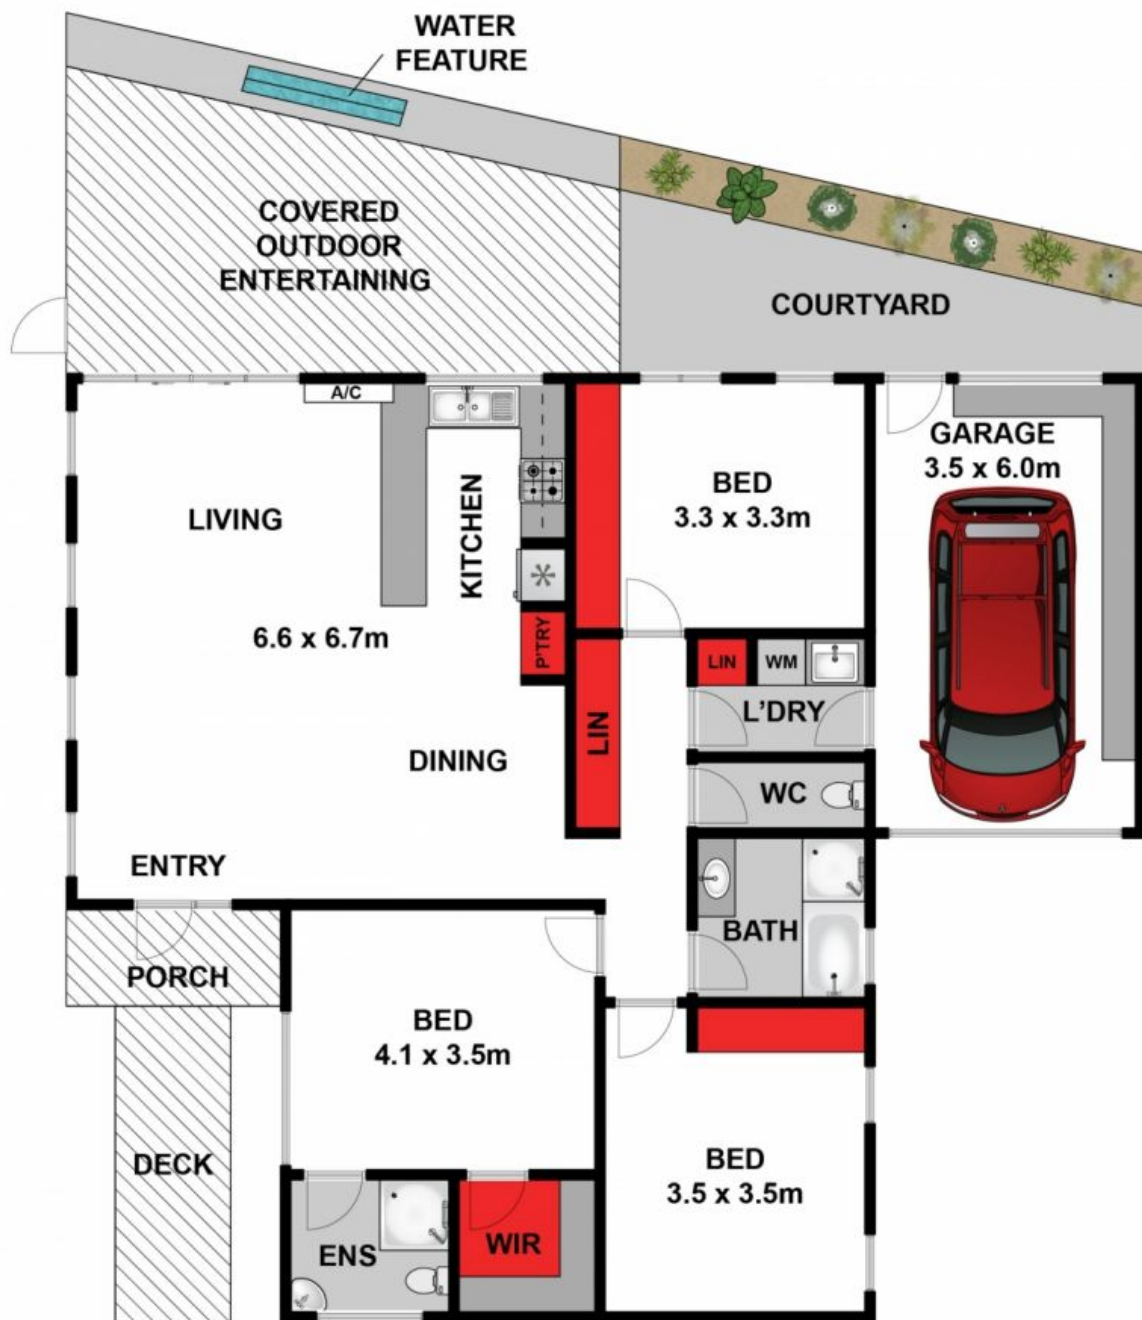 WATER
FEATURE
COVERED
OUTDOOR
ENTERTAINING
COURTYARD
A/C
GARAGE
3.5 x 6.0m
BED
3.3 x 3.3m
LIVING
KITCHEN
6.6 x 6.7m
P'TRY
LIN
WM
L'DRY
LIN
DINING
WC
ENTRY
BATH
PORCH
BED
4.1 x 3.5m
DECK
BED
3.5 x 3.5m
ENS
WIR